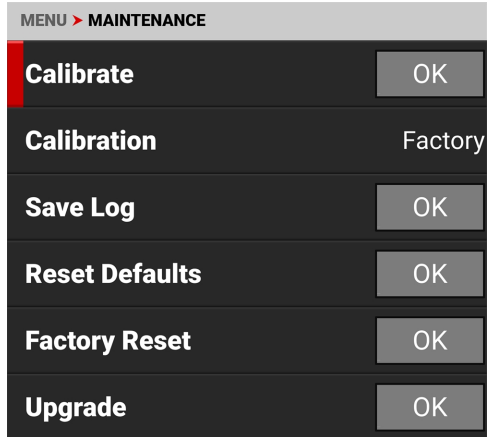 MENU ➤ MAINTENANCE
Calibrate OK
Calibration Factory
Save Log OK
Reset Defaults OK
Factory Reset OK
Upgrade OK